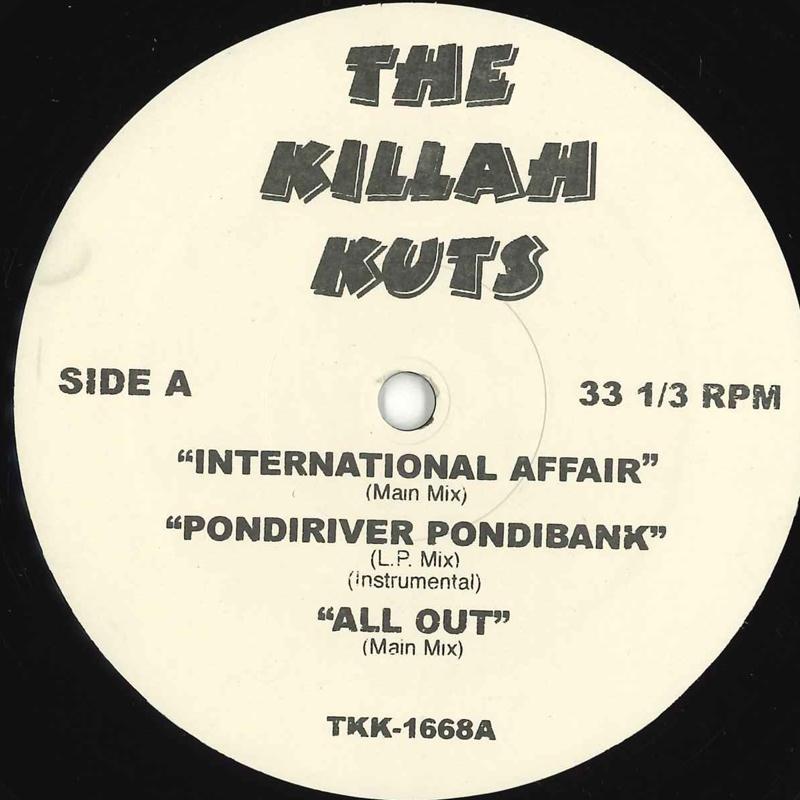 THE
KILLAH
KUTS
SIDE A
33 1/3 RPM
“INTERNATIONAL AFFAIR”
(Main Mix)
“PONDIRIVER PONDIBANK”
(L.P. Mix)
(Instrumental)
“ALL OUT”
(Main Mix)
TKK-1668A